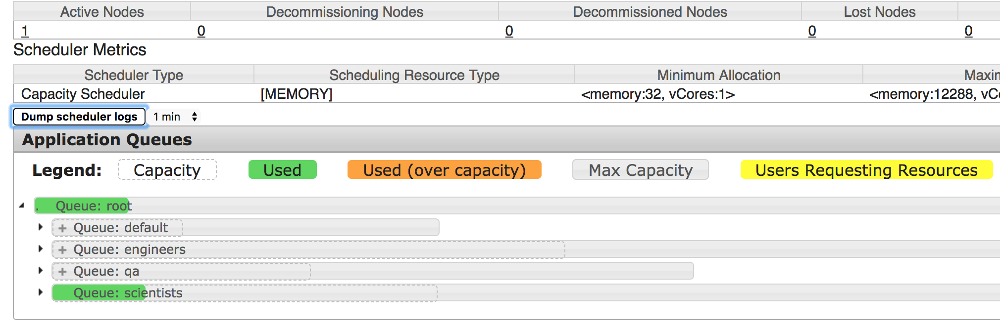 Active Nodes Decommissioning Nodes Decommissioned Nodes Lost Nodes
1 0 0 0 0
Scheduler Metrics
Scheduler Type Scheduling Resource Type Minimum Allocation Maxin
Capacity Scheduler [MEMORY] <memory:32, vCores:1> <memory:12288, vC
Dump scheduler logs 1 min
Application Queues
Legend: Capacity Used Used (over capacity) Max Capacity Users Requesting Resources
. Queue: root
+ Queue: default
+ Queue: engineers
+ Queue: qa
Queue: scientists